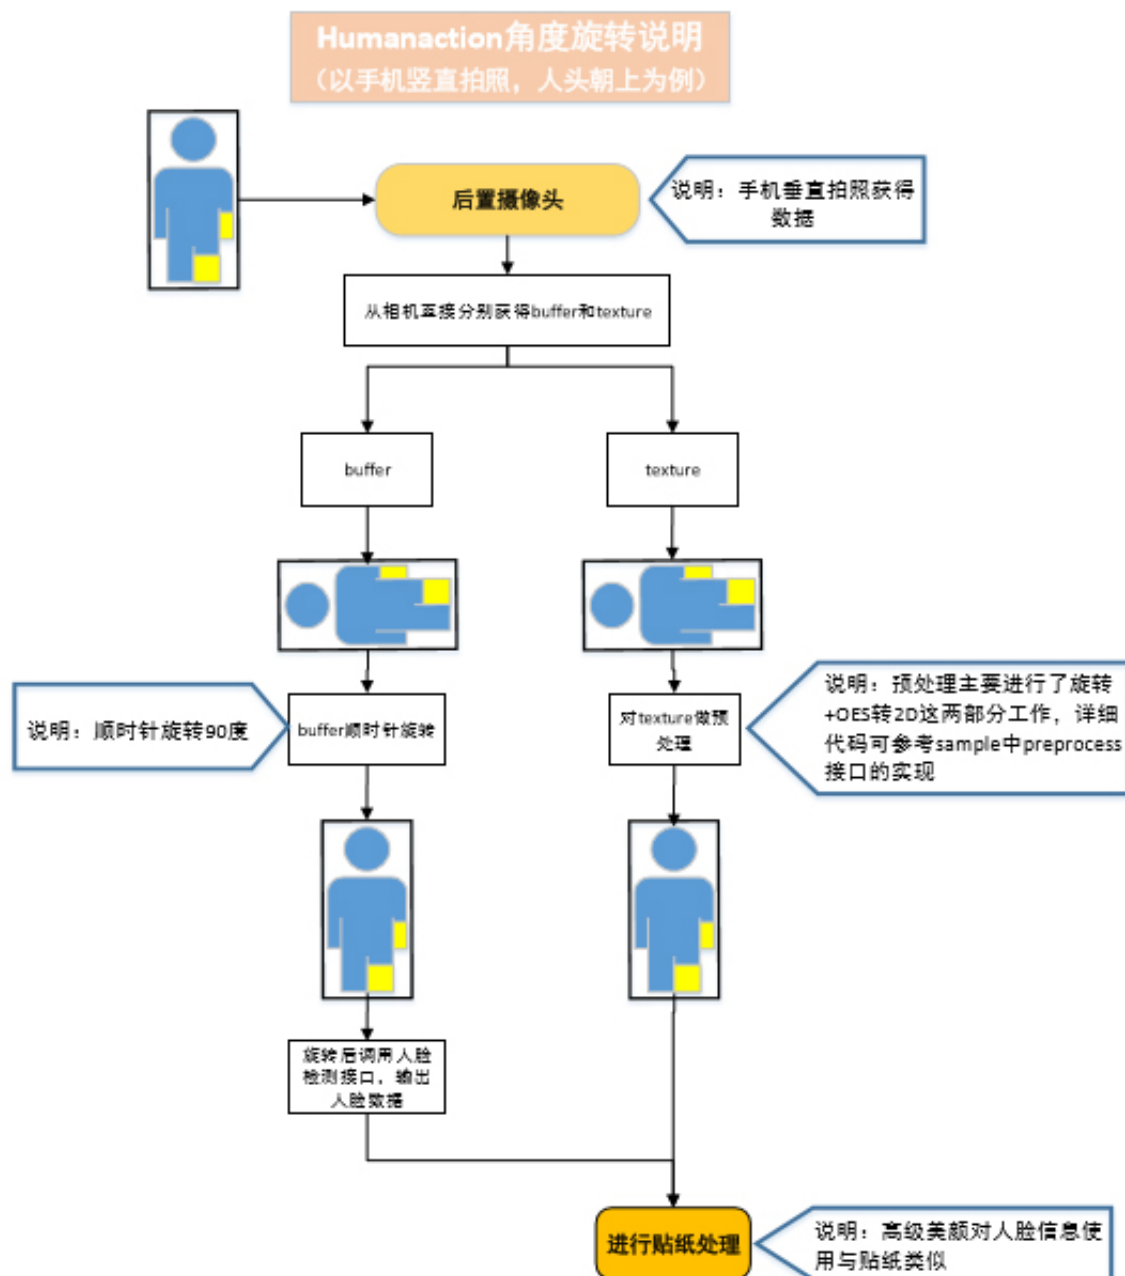 Humanaction角度旋转说明
（以手机竖直拍照，人头朝上为例）
后置摄像头
说明：手机垂直拍照获得
数据
从相机直接分别获得buffer和texture
buffer
texture
说明：顺时针旋转90度
buffer顺时针旋转
对texture做预
处理
说明：预处理主要进行了旋转
+OES转2D这两部分工作，详细
代码可参考sample中preprocess
接口的实现
旋转后调用人脸
检测接口，输出
人脸数据
进行贴纸处理
说明：高级美颜对人脸信息使
用与贴纸类似